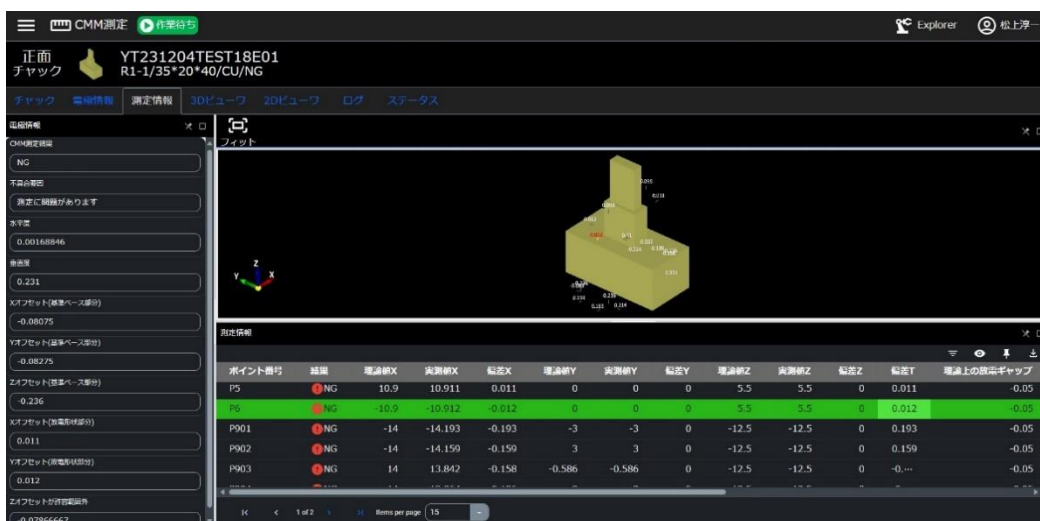 CMM測定 作業待ち Explorer 松上淳一
正面
チャック
YT231204TEST18E01
R1-1/35*20*40/CU/NG
チャック 電極情報 測定情報 3Dビューワ 2Dビューワ ログ ステータス
電極情報
フィット
CMM測定結果
NG
不具合要因
測定に問題があります
水平度
0.00168846
垂直度
0.231
Xオフセット(基準ベース部分)
-0.08075
Yオフセット(基準ベース部分)
-0.08275
Zオフセット(基準ベース部分)
-0.236
Xオフセット(放電形状部分)
0.011
Yオフセット(放電形状部分)
0.012
Zオフセットが許容範囲外
-0.07866667
Z
Y X
測定情報
ポイント番号 結果 理論値X 実測値X 偏差X 理論値Y 実測値Y 偏差Y 理論値Z 実測値Z 偏差Z 偏差T 理論上の放電ギャップ
P5 NG 10.9 10.911 0.011 0 0 0 5.5 5.5 0 0.011 -0.05
P6 NG -10.9 -10.912 -0.012 0 0 0 5.5 5.5 0 0.012 -0.05
P901 NG -14 -14.193 -0.193 -3 -3 0 -12.5 -12.5 0 0.193 -0.05
P902 NG -14 -14.159 -0.159 3 3 0 -12.5 -12.5 0 0.159 -0.05
P903 NG 14 13.842 -0.158 -0.586 -0.586 0 -12.5 -12.5 0 -0.… -0.05
1 of 2 Items per page 15